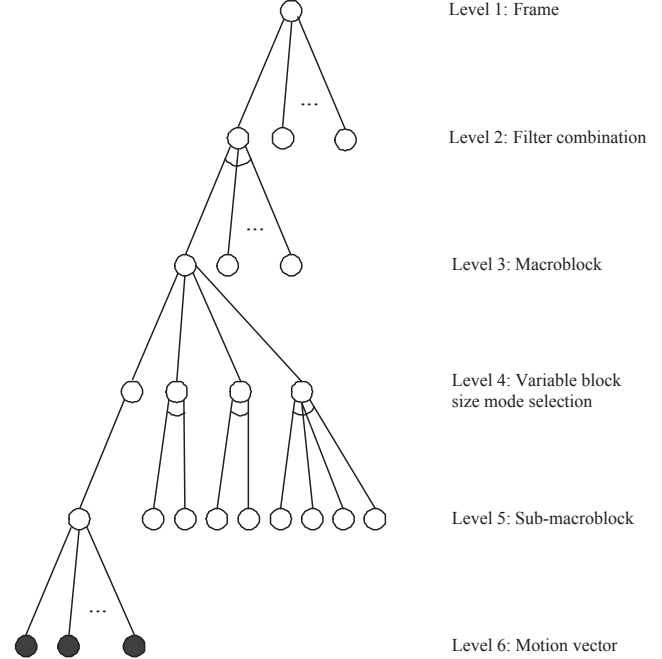 Level 1: Frame
...
Level 2: Filter combination
...
Level 3: Macroblock
Level 4: Variable block
size mode selection
Level 5: Sub-macroblock
...
Level 6: Motion vector